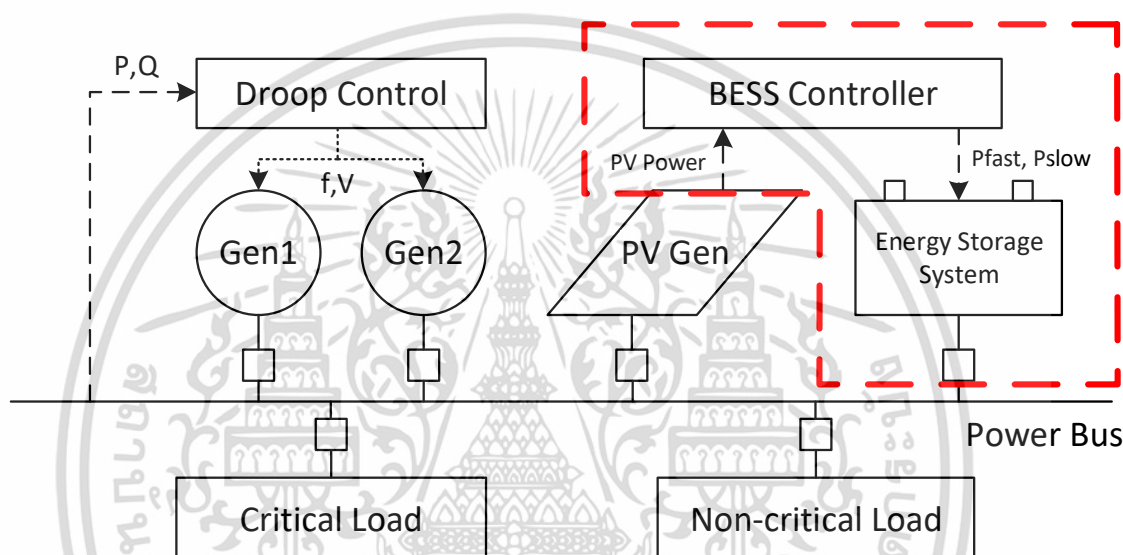 P,Q
Droop Control
BESS Controller
PV Power
Pfast, Pslow
f,V
Gen1
Gen2
PV Gen
Energy Storage
System
Power Bus
Critical Load
Non-critical Load